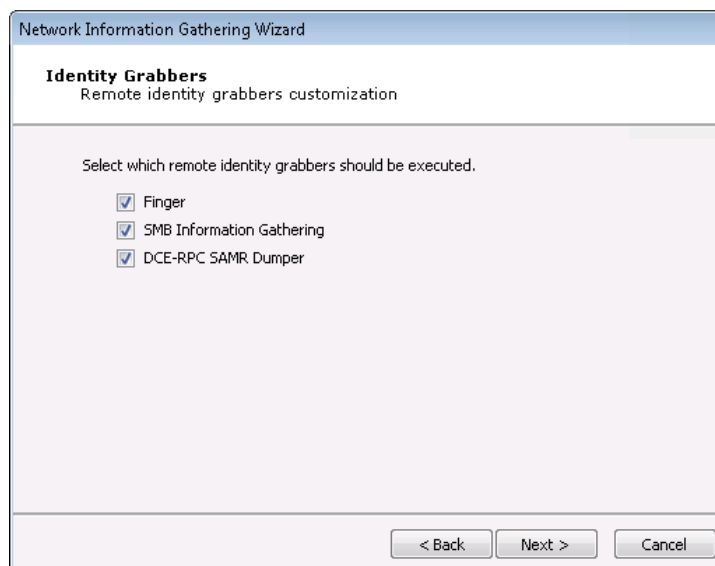 Network Information Gathering Wizard
Identity Grabbers
Remote identity grabbers customization
Select which remote identity grabbers should be executed.
Finger
SMB Information Gathering
DCE-RPC SAMR Dumper
< Back Next > Cancel